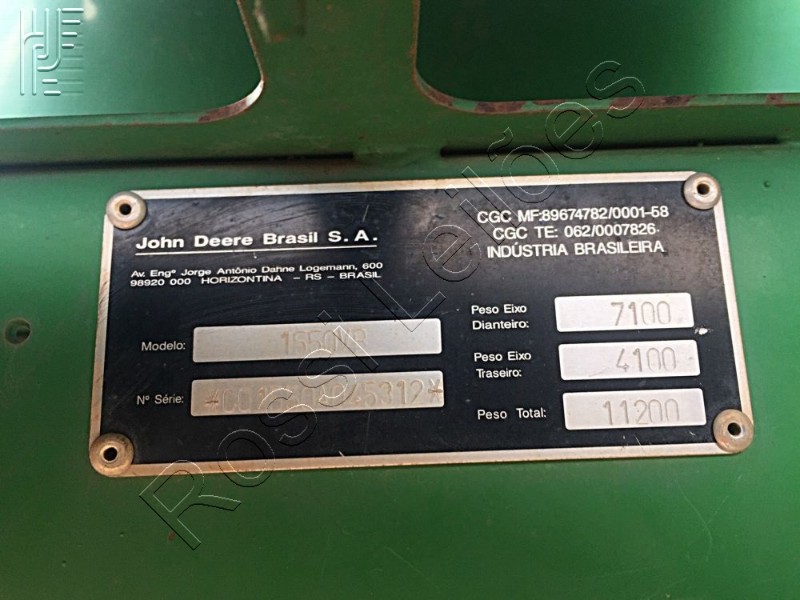 John Deere Brasil S. A.
Av. Engº Jorge Antônio Dahne Logemann, 600
98920 000 HORIZONTINA - RS - BRASIL
CGC MF:89674782/0001-58
CGC TE: 062/0007826
INDÚSTRIA BRASILEIRA
Modelo:
Nº Série:
Peso Eixo
Dianteiro: 7100
Peso Eixo
Traseiro: 4100
Peso Total: 11200
Rossi Leilões